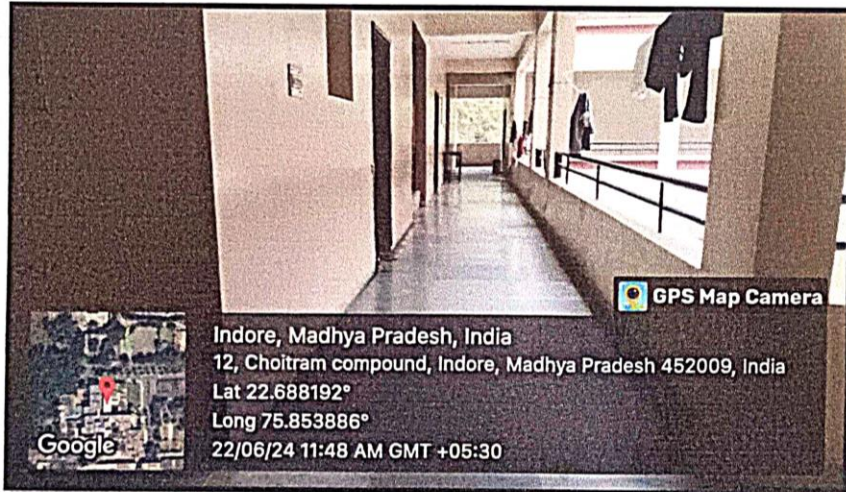 GPS Map Camera
Indore, Madhya Pradesh, India
12, Choitram compound, Indore, Madhya Pradesh 452009, India
Lat 22.688192°
Long 75.853886°
22/06/24 11:48 AM GMT +05:30
Google